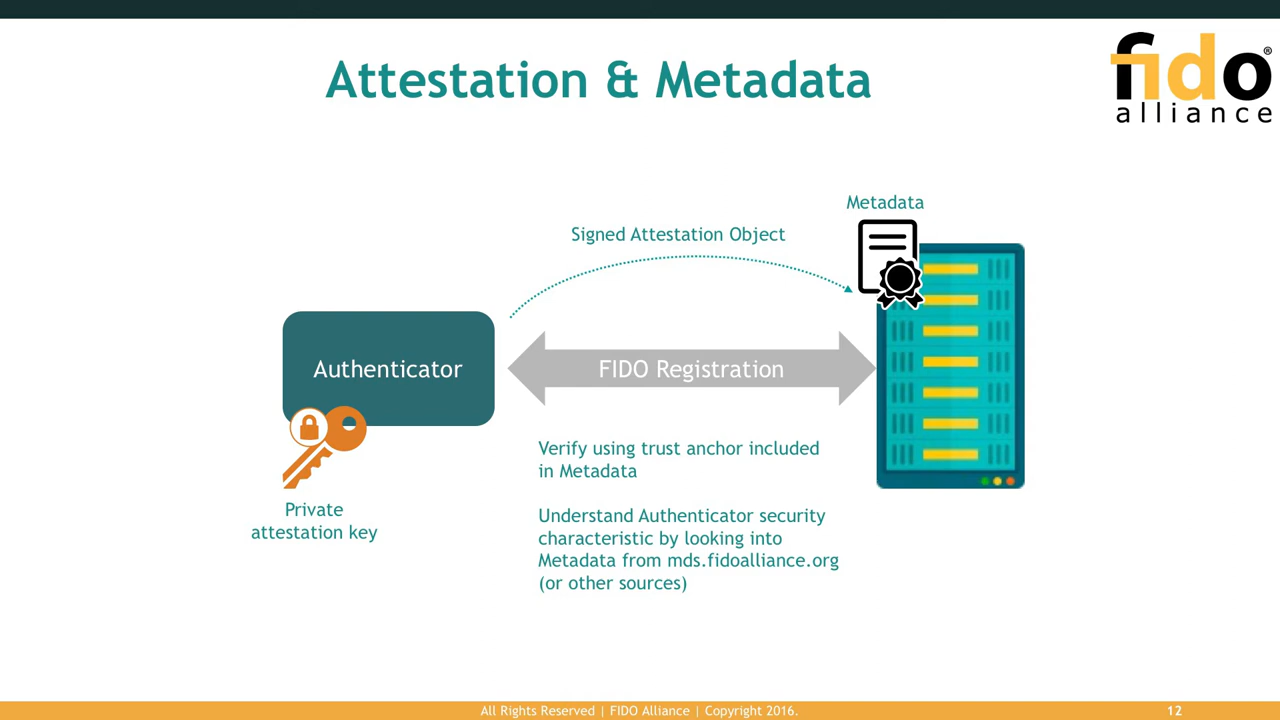 Attestation & Metadata
fido®
alliance
Metadata
Signed Attestation Object
Authenticator
FIDO Registration
Private
attestation key
Verify using trust anchor included
in Metadata
Understand Authenticator security
characteristic by looking into
Metadata from mds.fidoalliance.org
(or other sources)
All Rights Reserved | FIDO Alliance | Copyright 2016.
12